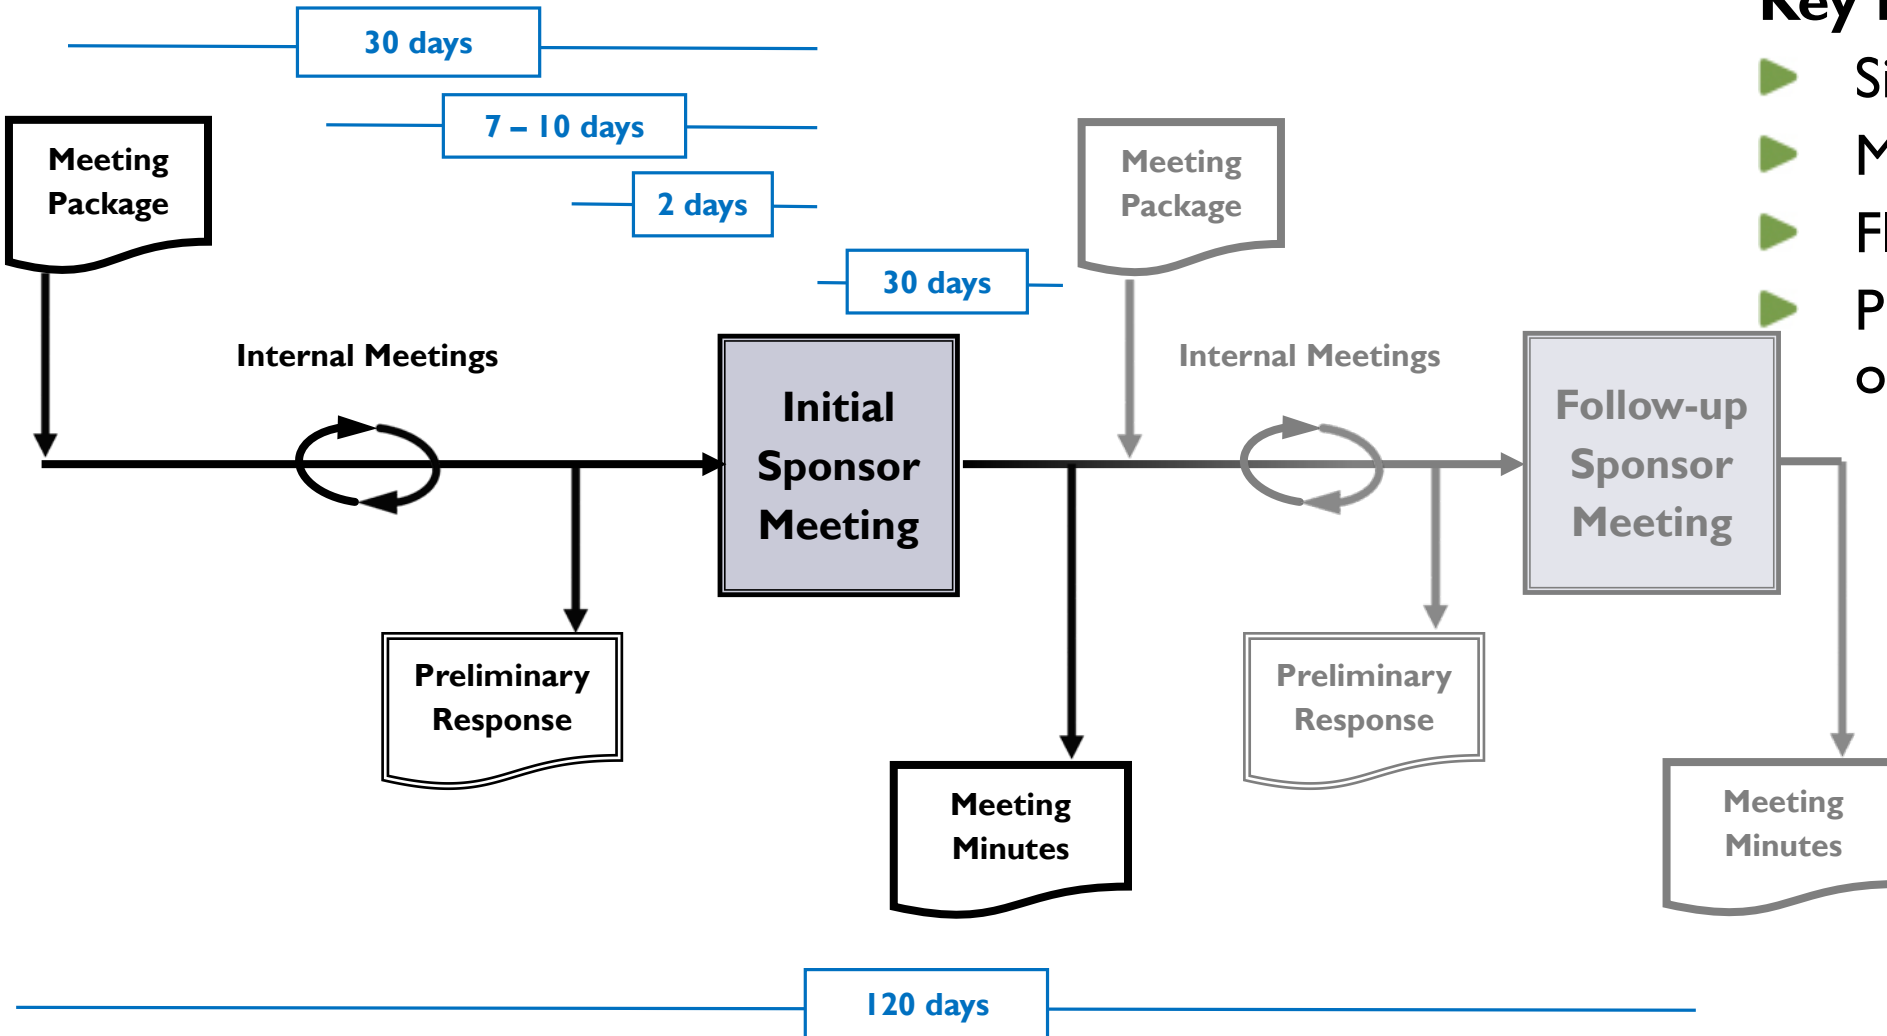 30 days
7 – 10 days
2 days
30 days
Meeting
Package
Internal Meetings
Initial
Sponsor
Meeting
Preliminary
Response
Meeting
Minutes
Meeting
Package
Internal Meetings
Follow-up
Sponsor
Meeting
Preliminary
Response
Meeting
Minutes
120 days
Key